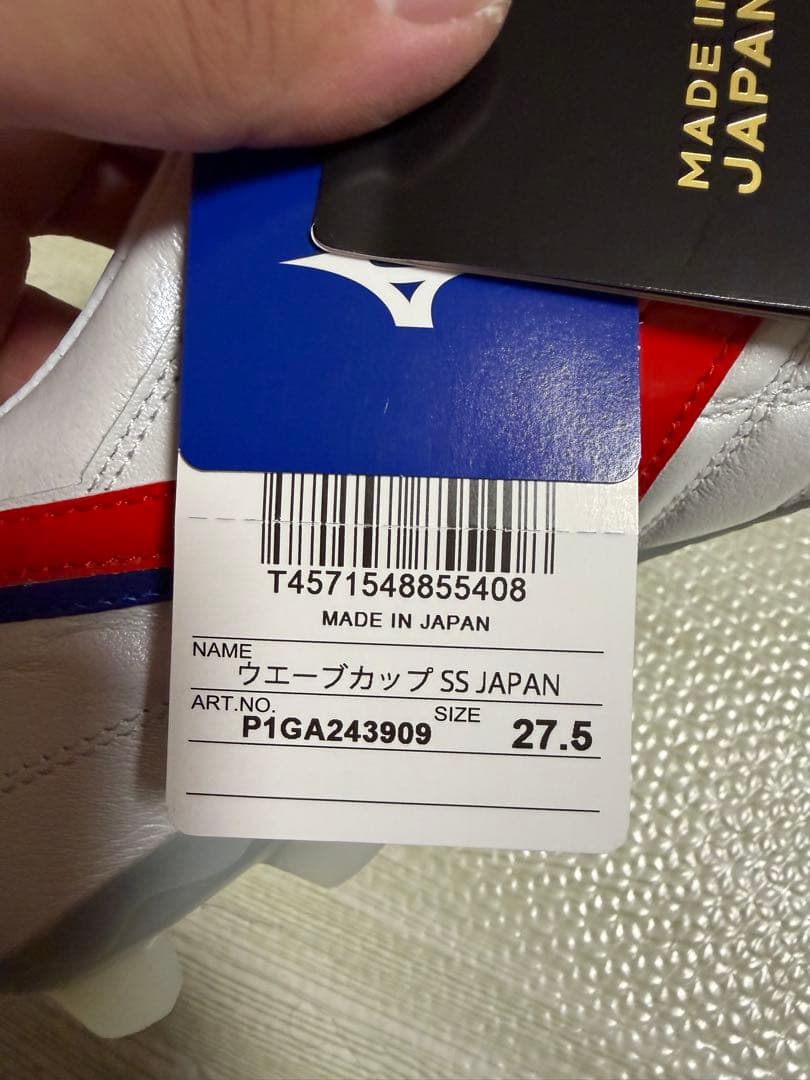 MADE IN
JAPAN
T4571548855408
MADE IN JAPAN
NAME
ウエーブカップ SS JAPAN
ART.NO.
P1GA243909
SIZE
27.5